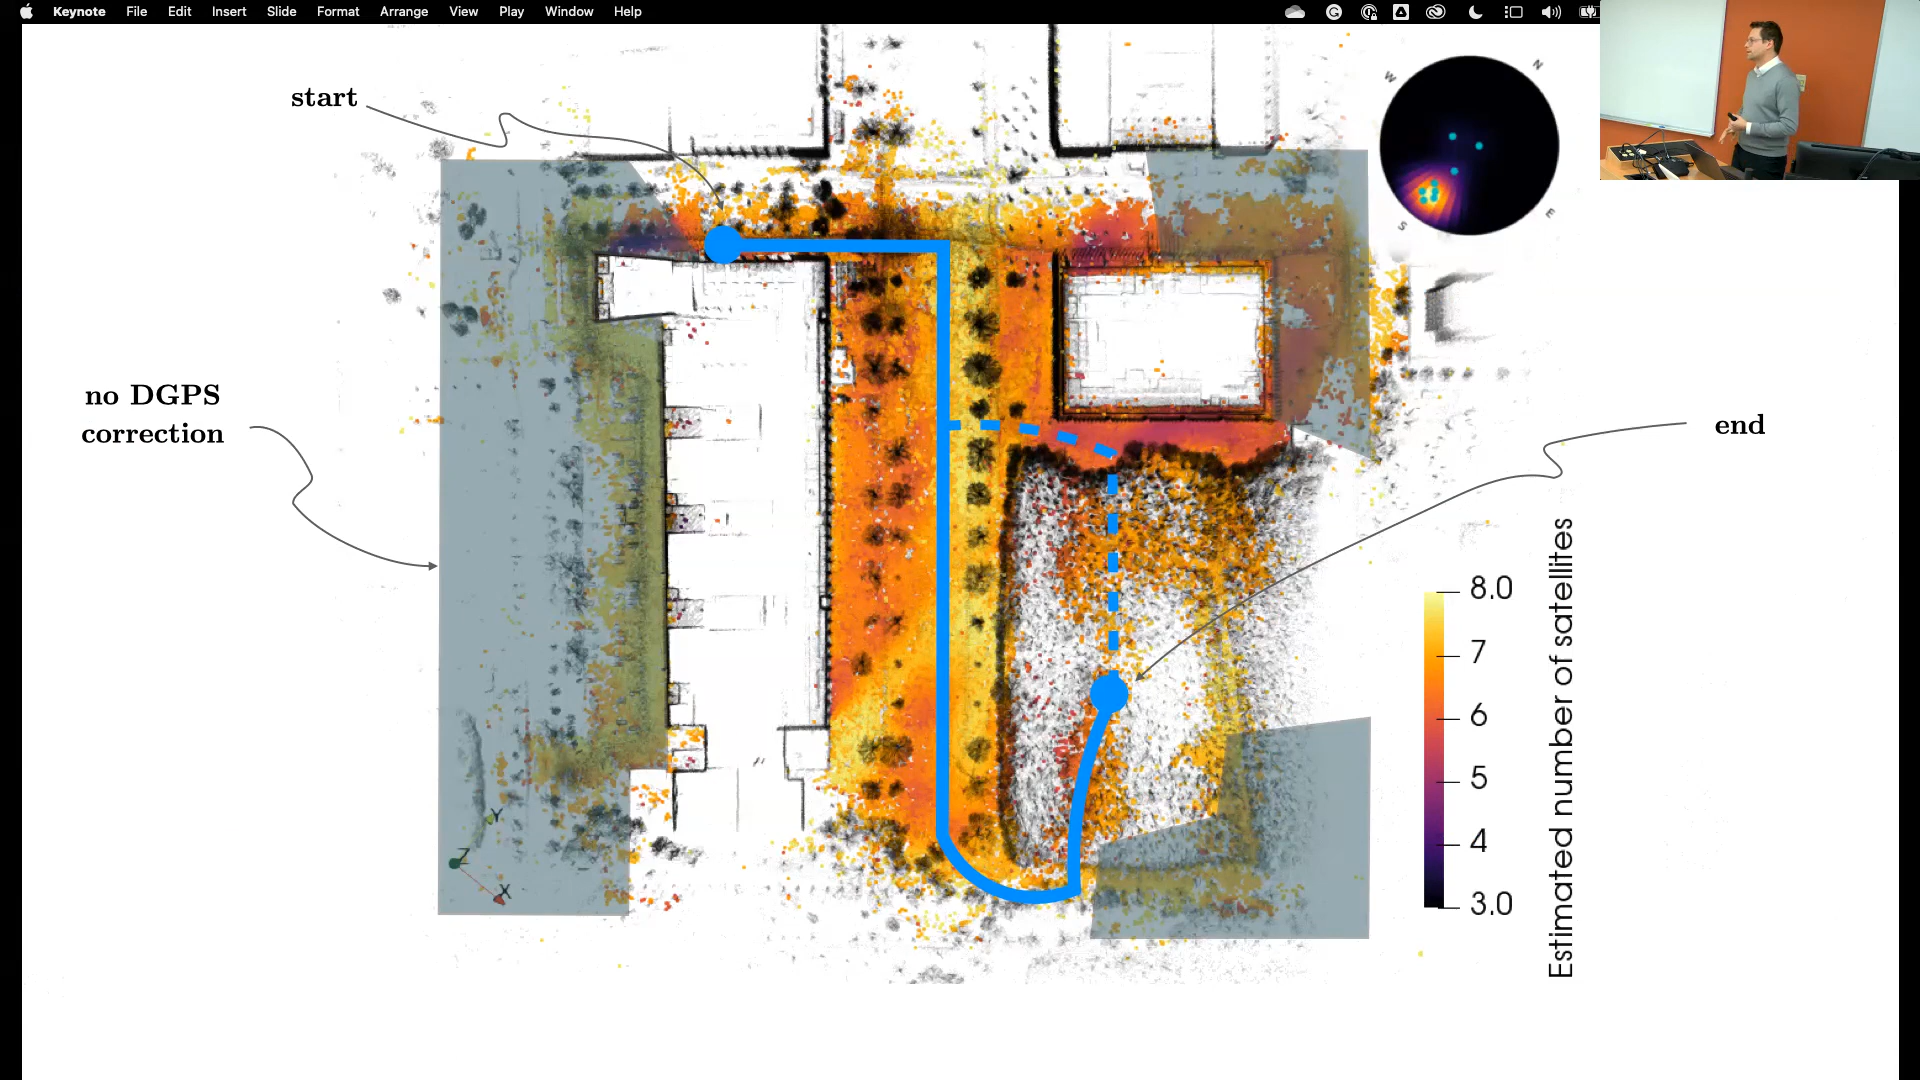 Keynote File Edit Insert Slide Format Arrange View Play Window Help
start
W
N
S
E
no DGPS
correction
end
8.0
7
6
5
4
3.0
Estimated number of satellites
Y
Z
X